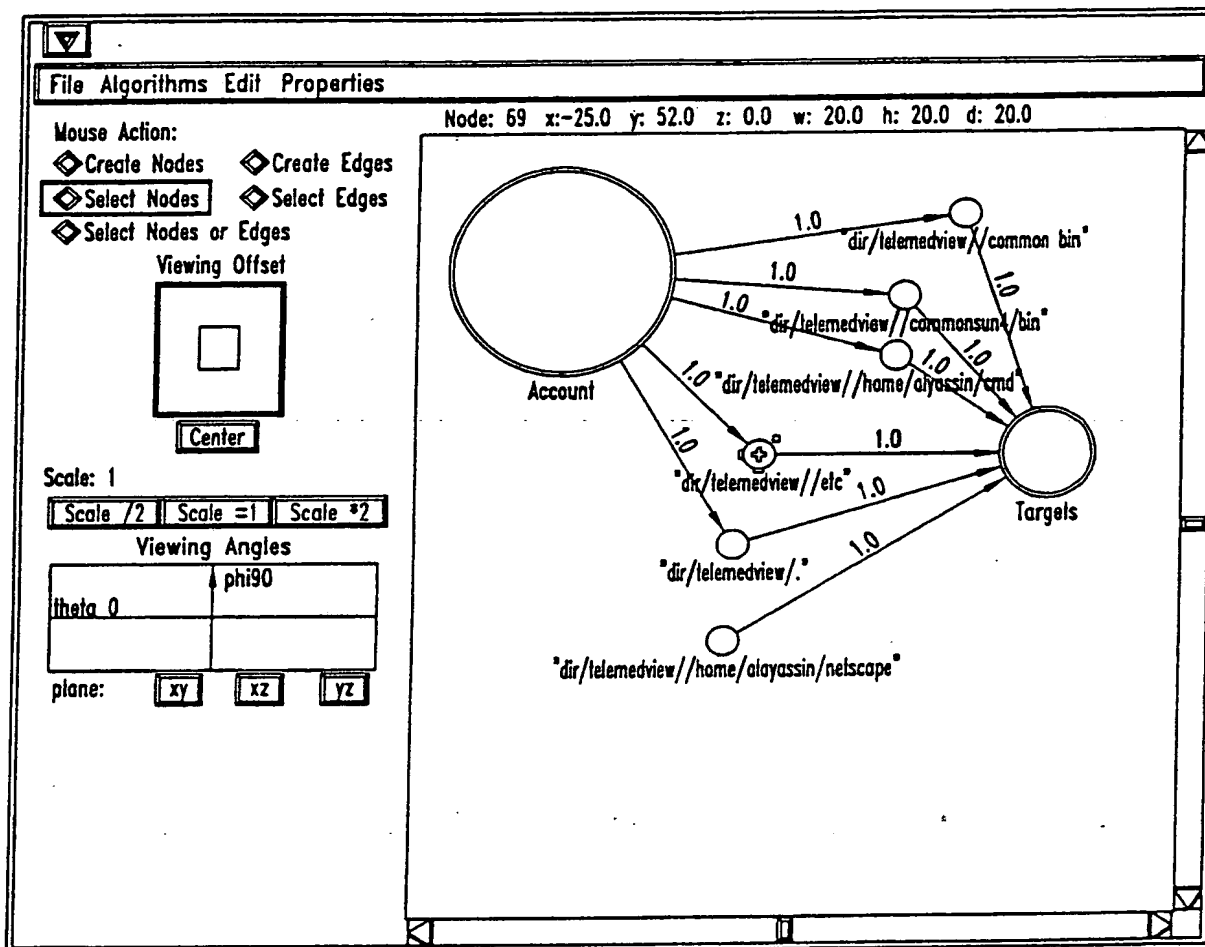 File Algorithms Edit Properties
Node: 69 x:-25.0 y: 52.0 z: 0.0 w: 20.0 h: 20.0 d: 20.0
Mouse Action:
Create Nodes Create Edges
Select Nodes Select Edges
Select Nodes or Edges
Viewing Offset
Center
Scale: 1
Scale /2 Scale =1 Scale *2
Viewing Angles
phi90
theta 0
plane: xy xz yz
Account
1.0
"dir/telemedview//common bin"
1.0
1.0
1.0
"dir/telemedview//commonsun4/bin"
1.0
1.0
1.0
"dir/telemedview//home/alyassin/cmd"
1.0
1.0
"dir/telemedview//etc"
1.0
Targets
1.0
"dir/telemedview/."
"dir/telemedview//home/alayassin/netscape"